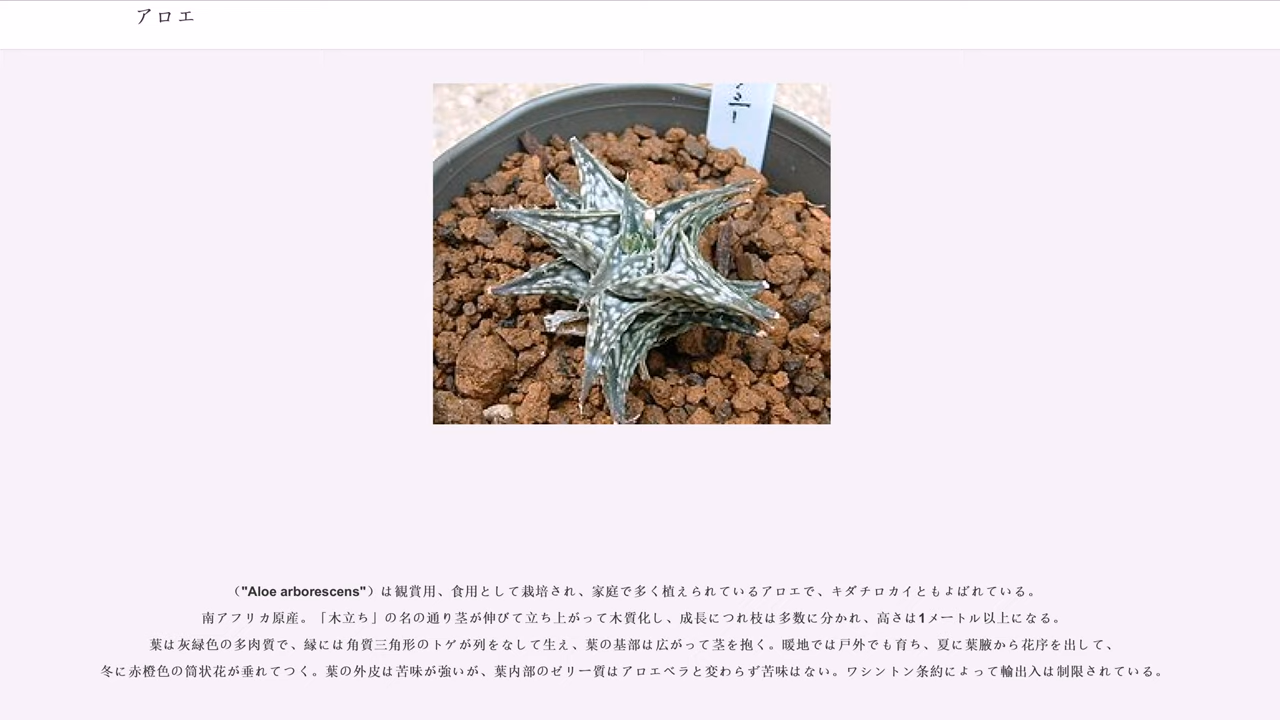 アロエ
（"Aloe arborescens"）は観賞用、食用として栽培され、家庭で多く植えられているアロエで、キダチロカイともよばれている。
南アフリカ原産。「木立ち」の名の通り茎が伸びて立ち上がって木質化し、成長につれ枝は多数に分かれ、高さは1メートル以上になる。
葉は灰緑色の多肉質で、縁には角質三角形のトゲが列をなして生え、葉の基部は広がって茎を抱く。暖地では戸外でも育ち、夏に葉腋から花序を出して、
冬に赤橙色の筒状花が垂れてつく。葉の外皮は苦味が強いが、葉内部のゼリー質はアロエベラと変わらず苦味はない。ワシントン条約によって輸出入は制限されている。